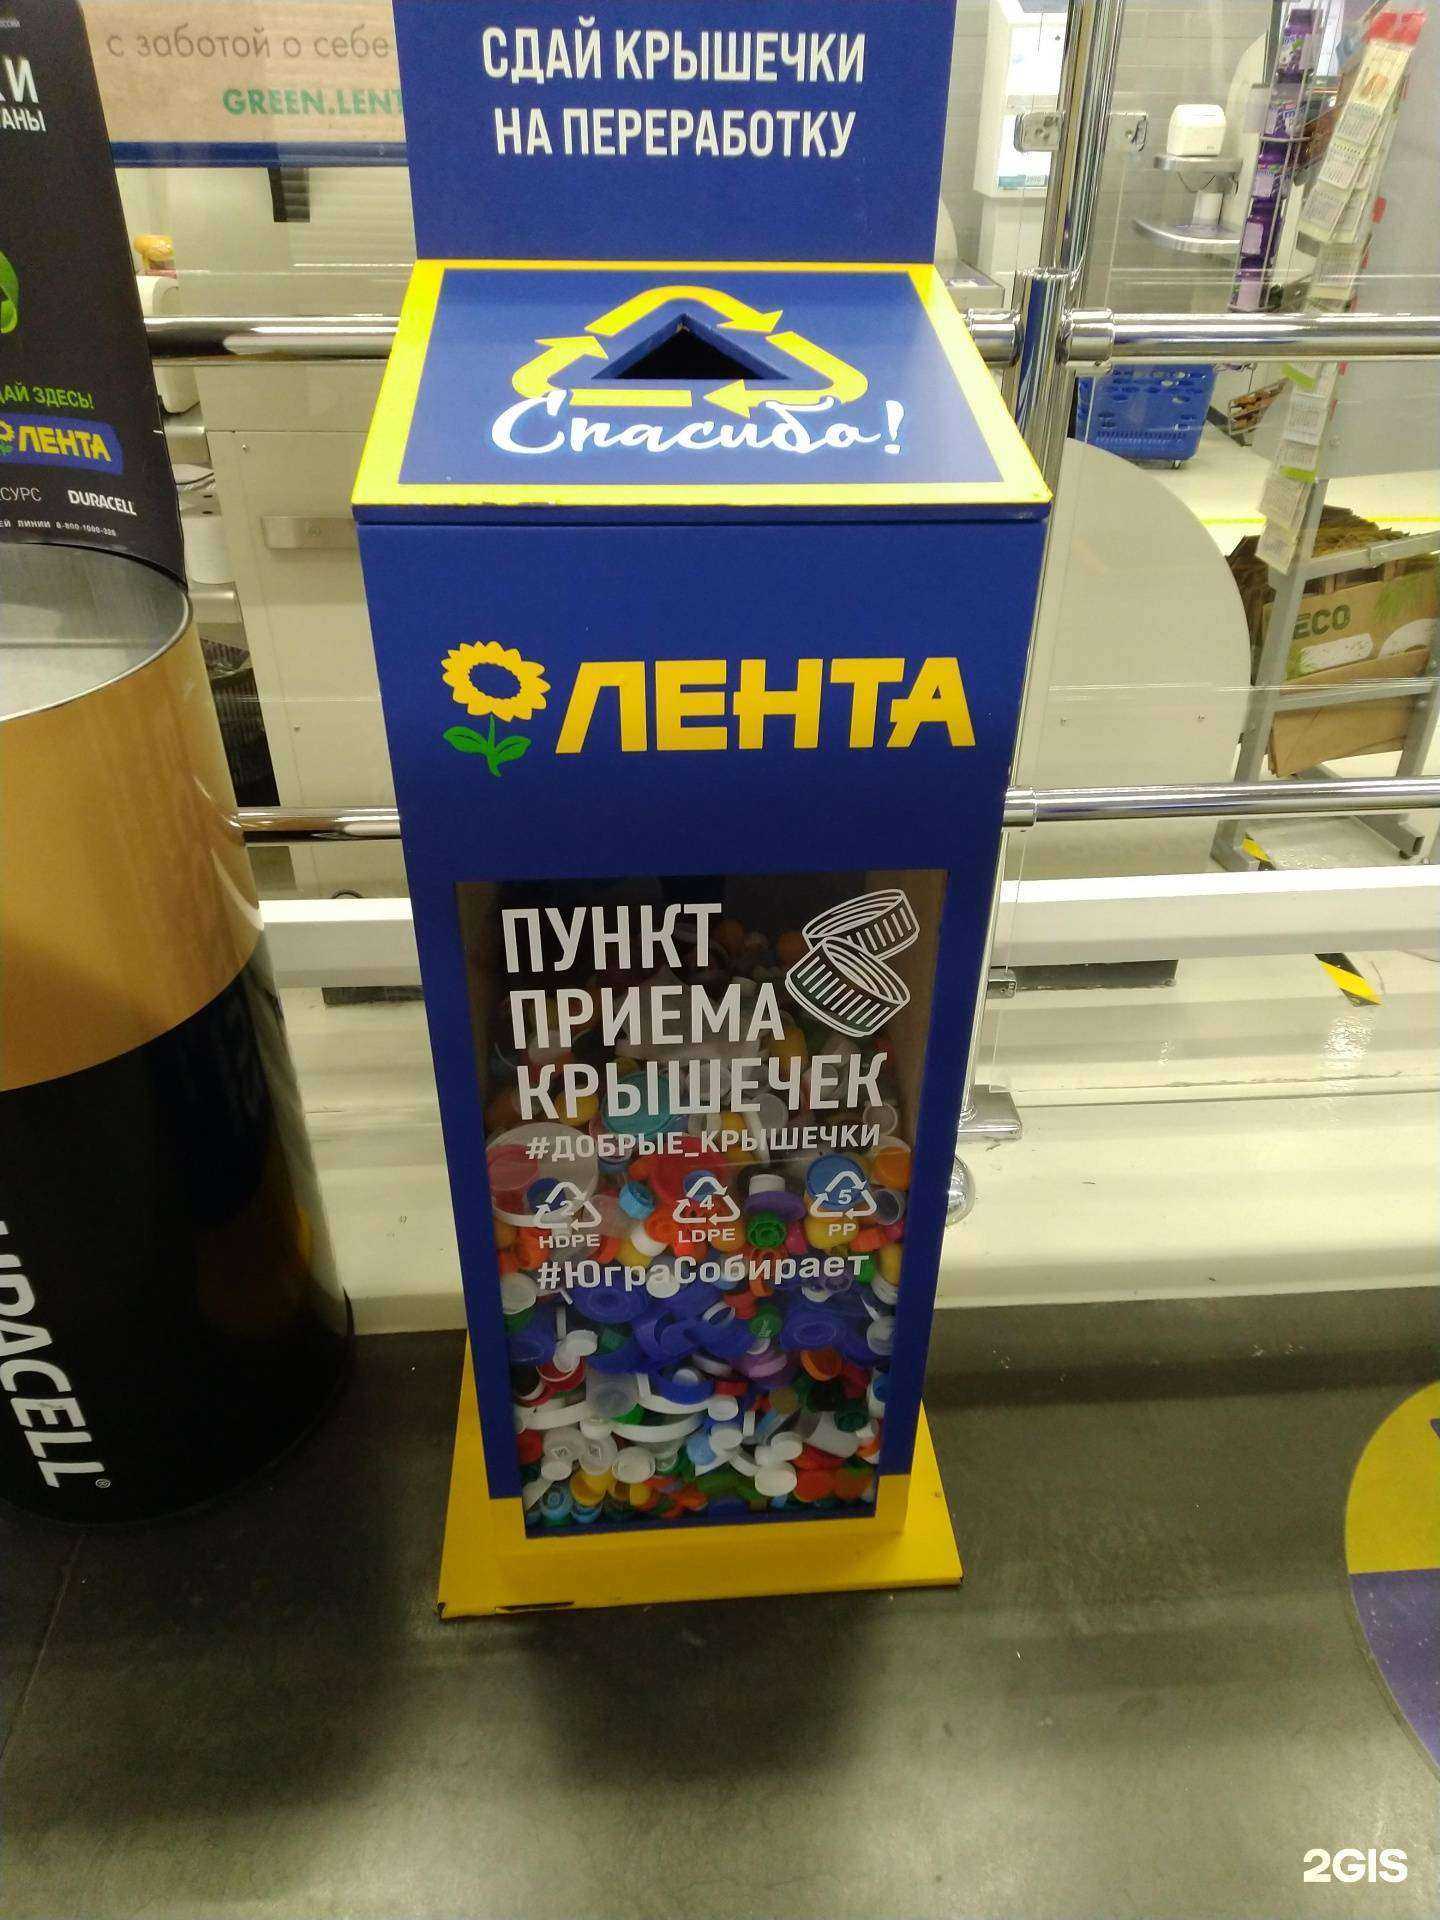 СДАЙ КРЫШЕЧКИ
НА ПЕРЕРАБОТКУ
с заботой о себе
GREEN.LENT
Спасибо!
ЗДЕСЬ!
ЛЕНТА
DURACELL
ЛЕНТА
ECO
ПУНКТ
ПРИЕМА
КРЫШЕЧЕК
#ДОБРЫЕ_КРЫШЕЧКИ
2 4 5
HDPE LDPE PP
#ЮграСобирает
DURACELL®
2GIS